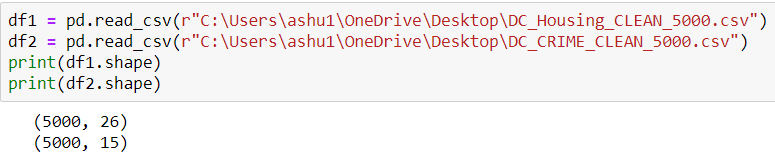 df1 = pd.read_csv(r"C:\Users\ashu1\OneDrive\Desktop\DC_Housing_CLEAN_5000.csv")
df2 = pd.read_csv(r"C:\Users\ashu1\OneDrive\Desktop\DC_CRIME_CLEAN_5000.csv")
print(df1.shape)
print(df2.shape)
(5000, 26)
(5000, 15)